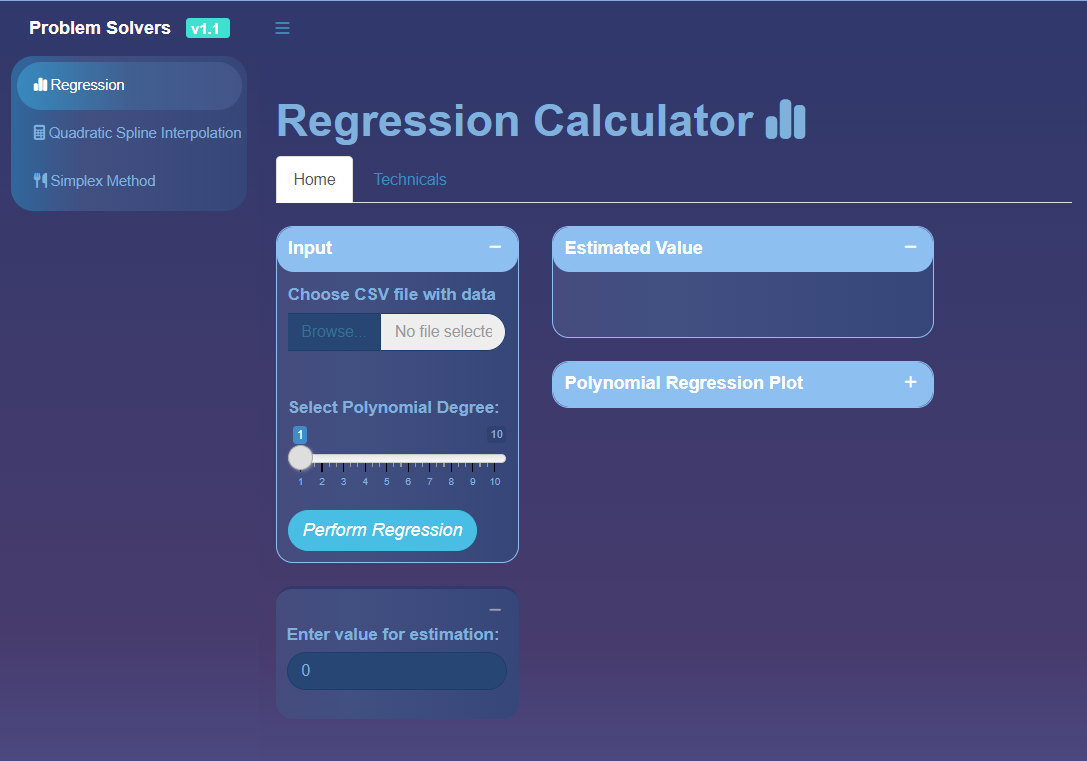 Problem Solvers v1.1
Regression
Quadratic Spline Interpolation
Simplex Method
Regression Calculator
Home Technicals
Input
Choose CSV file with data
Browse... No file selecte
Select Polynomial Degree:
1 10
1 2 3 4 5 6 7 8 9 10
Perform Regression
Enter value for estimation:
0
Estimated Value
Polynomial Regression Plot